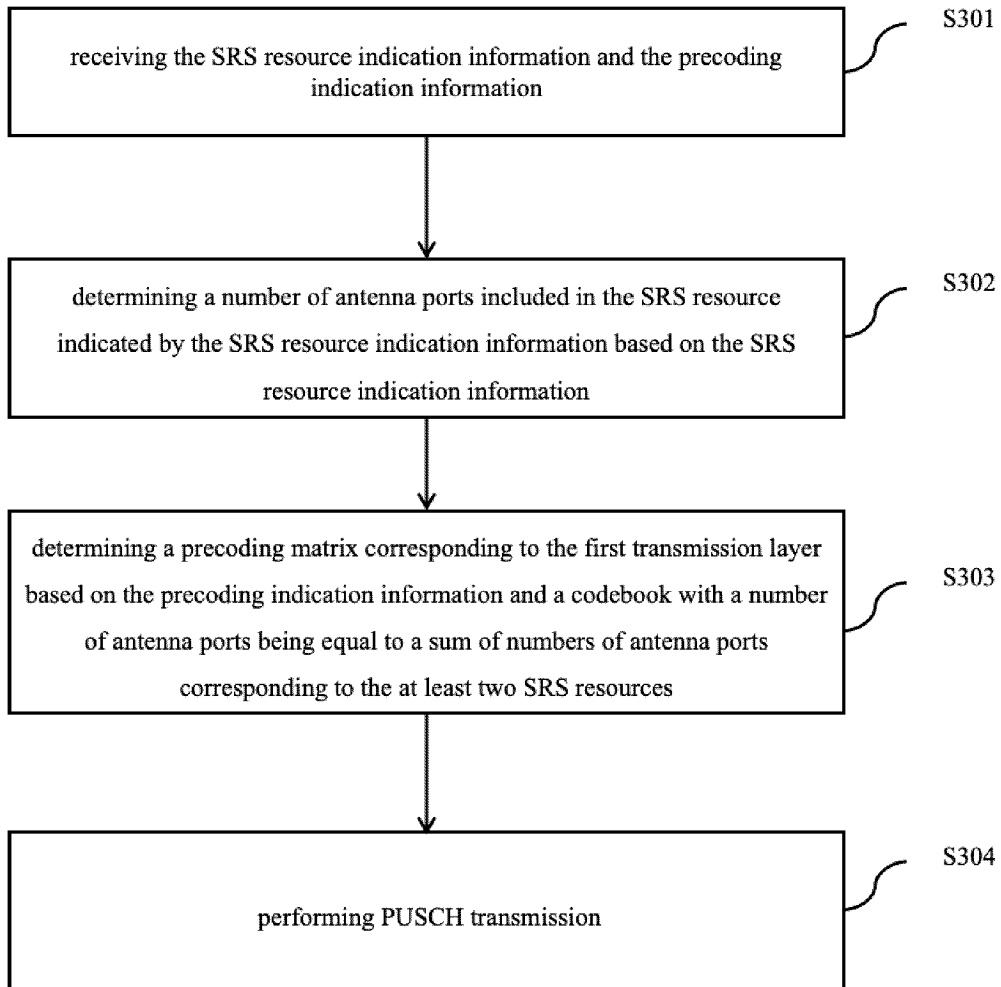 S301
receiving the SRS resource indication information and the precoding
indication information
S302
determining a number of antenna ports included in the SRS resource
indicated by the SRS resource indication information based on the SRS
resource indication information
S303
determining a precoding matrix corresponding to the first transmission layer
based on the precoding indication information and a codebook with a number
of antenna ports being equal to a sum of numbers of antenna ports
corresponding to the at least two SRS resources
S304
performing PUSCH transmission